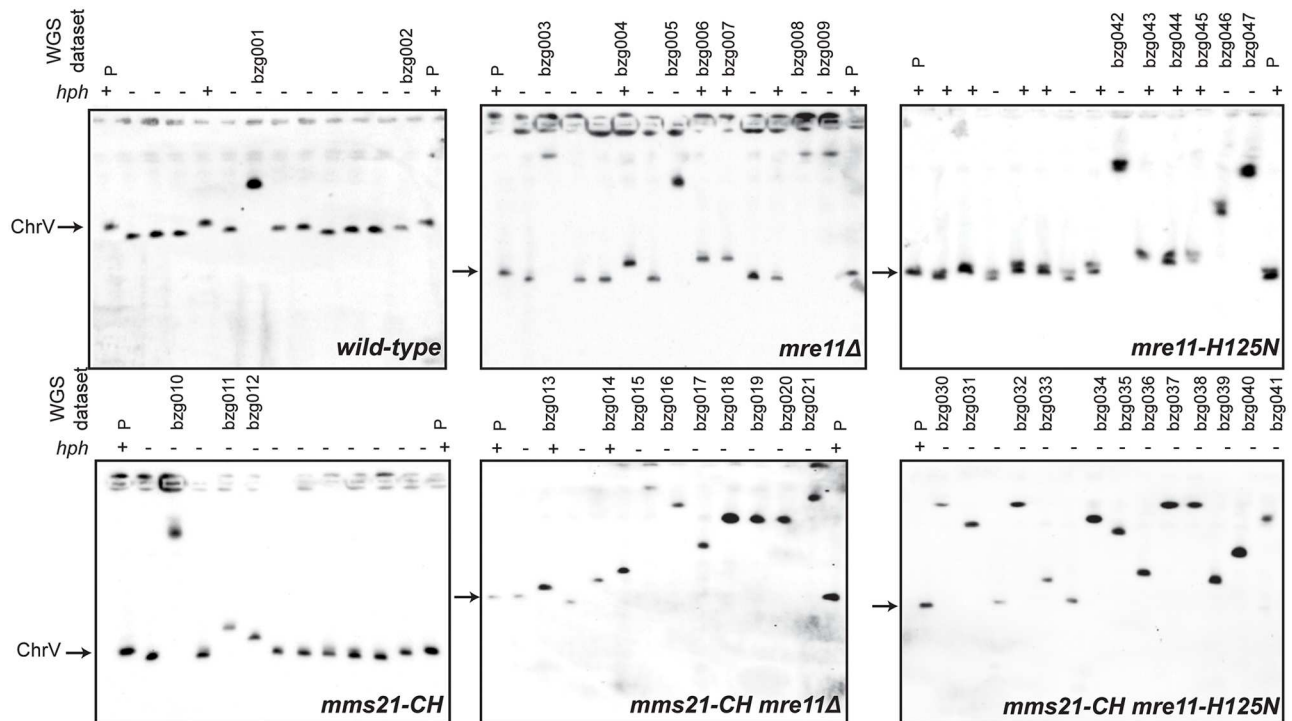 WGS
dataset
P bzg001 bzg002 P
hph + - - - + - - - - - - - - +
P bzg003 bzg004 bzg005 bzg006 bzg007 bzg008 bzg009 P
+ - - - - + - - + + - + - - +
P bzg042 bzg043 bzg044 bzg045 bzg046 bzg047 P
+ + + - + + - + - + + + - - +
ChrV
wild-type
mre11Δ
mre11-H125N
WGS
dataset
P bzg010 bzg011 bzg012 P
hph + - - - - - - - - - - - - +
P bzg013 bzg014 bzg015 bzg016 bzg017 bzg018 bzg019 bzg020 bzg021 P
+ - + - + - - - - - - - +
P bzg030 bzg031 bzg032 bzg033 bzg034 bzg035 bzg036 bzg037 bzg038 bzg039 bzg040 bzg041
+ - - - - - - - - - - - - - -
ChrV
mms21-CH
mms21-CH mre11Δ
mms21-CH mre11-H125N